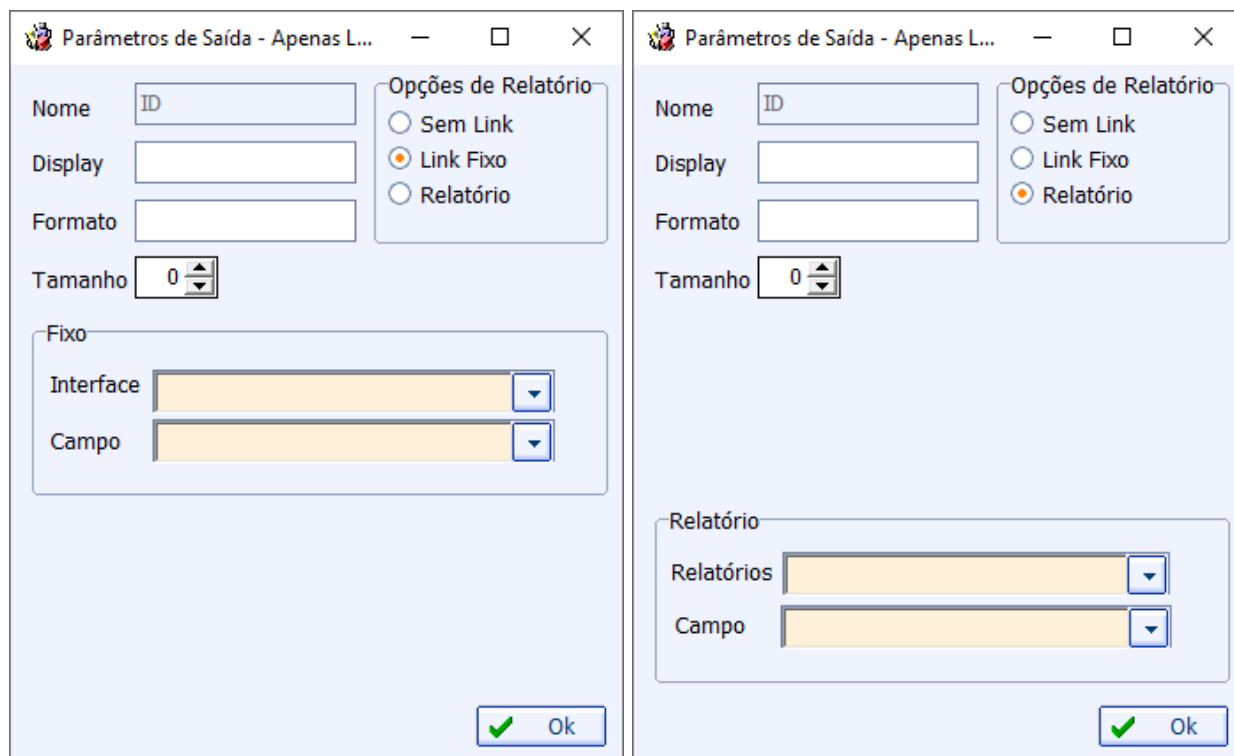 Parâmetros de Saída - Apenas L...
Nome
ID
Opções de Relatório
Sem Link
Display
Link Fixo
Relatório
Formato
Tamanho
0
Fixo
Interface
Campo
Ok
Parâmetros de Saída - Apenas L...
Nome
ID
Opções de Relatório
Sem Link
Display
Link Fixo
Relatório
Formato
Tamanho
0
Relatório
Relatórios
Campo
Ok